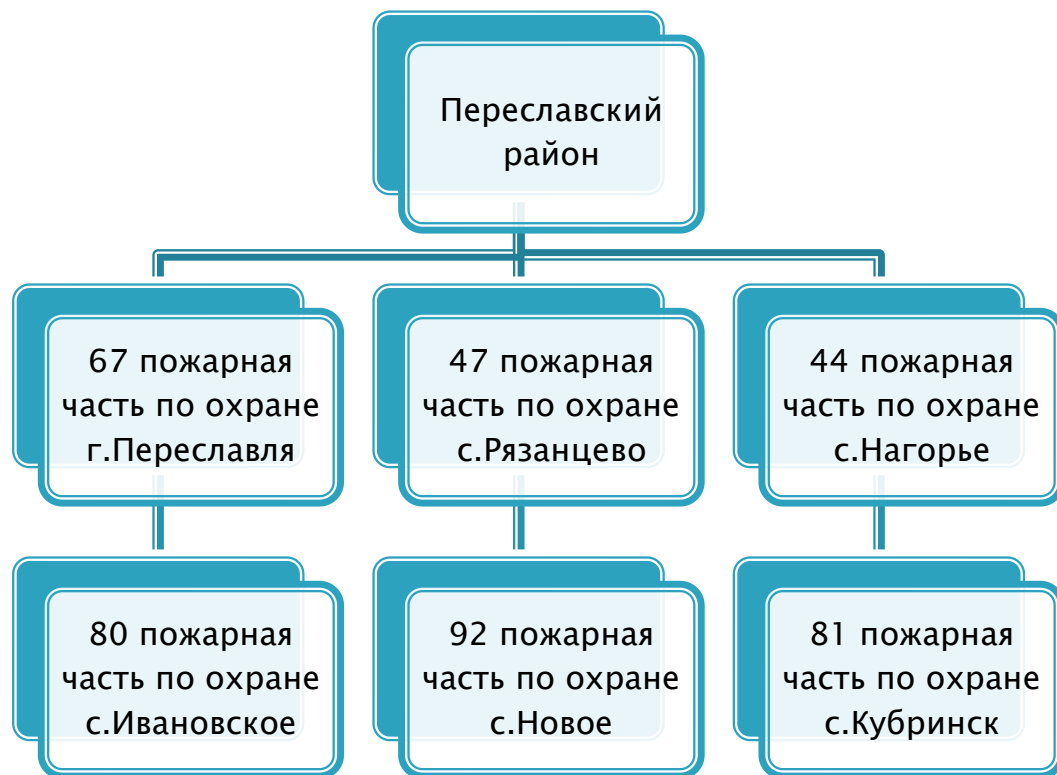 Переславский
район
67 пожарная
часть по охране
г.Переславля
47 пожарная
часть по охране
с.Рязанцево
44 пожарная
часть по охране
с.Нагорье
80 пожарная
часть по охране
с.Ивановское
92 пожарная
часть по охране
с.Новое
81 пожарная
часть по охране
с.Кубринск